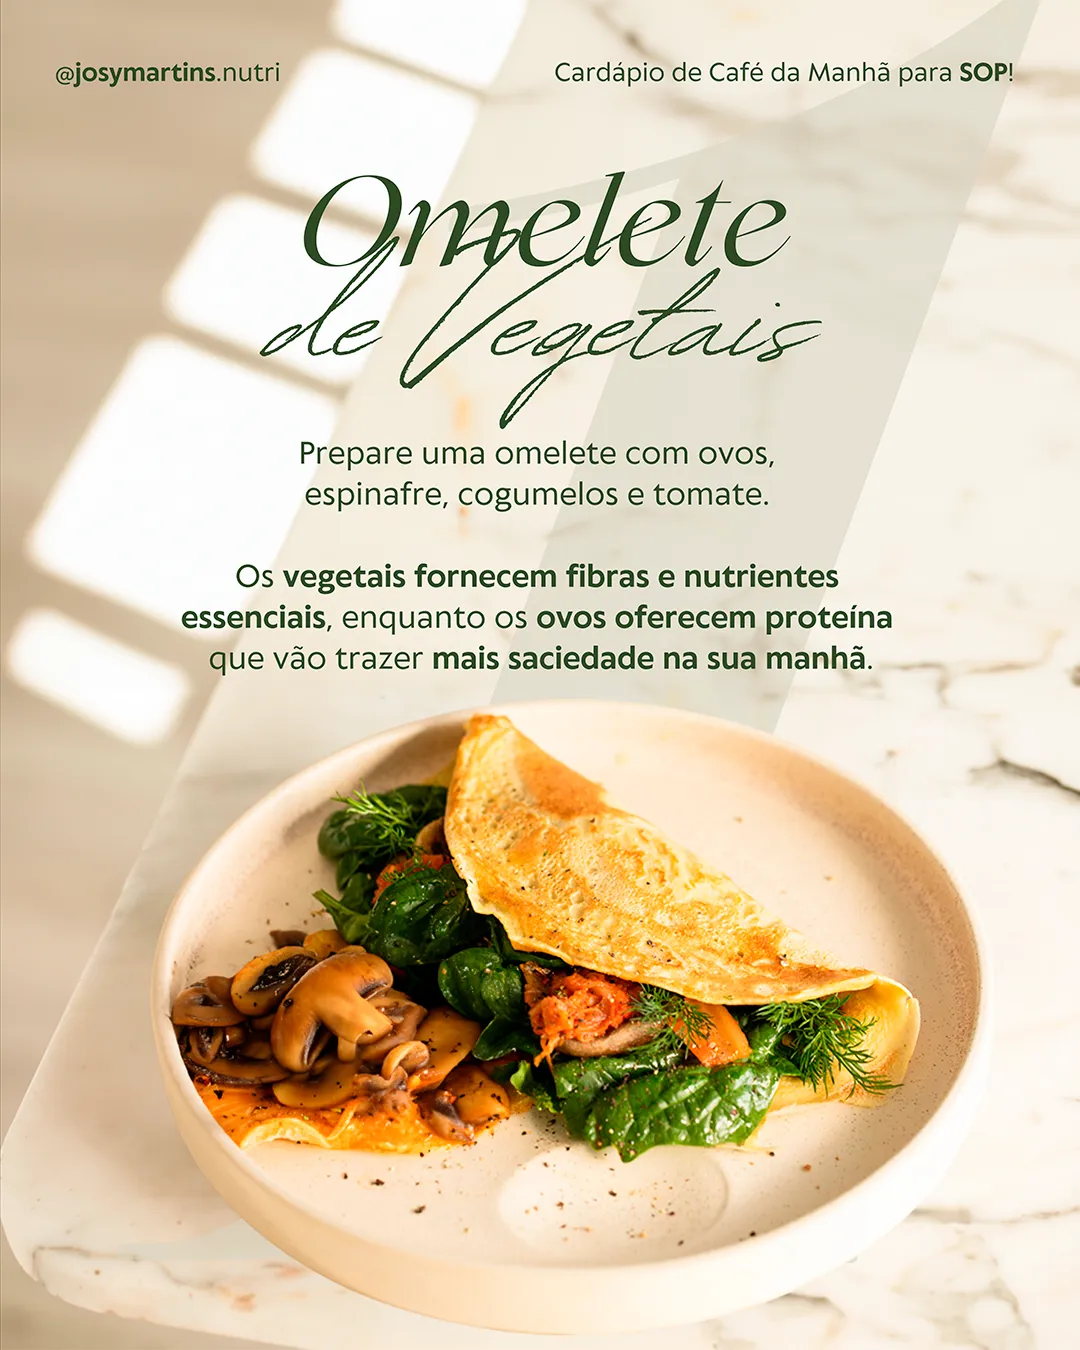 @josymartins.nutri
Cardápio de Café da Manhã para SOP!
1
Omelete
de Vegetais
Prepare uma omelete com ovos,
espinafre, cogumelos e tomate.
Os vegetais fornecem fibras e nutrientes
essenciais, enquanto os ovos oferecem proteína
que vão trazer mais saciedade na sua manhã.